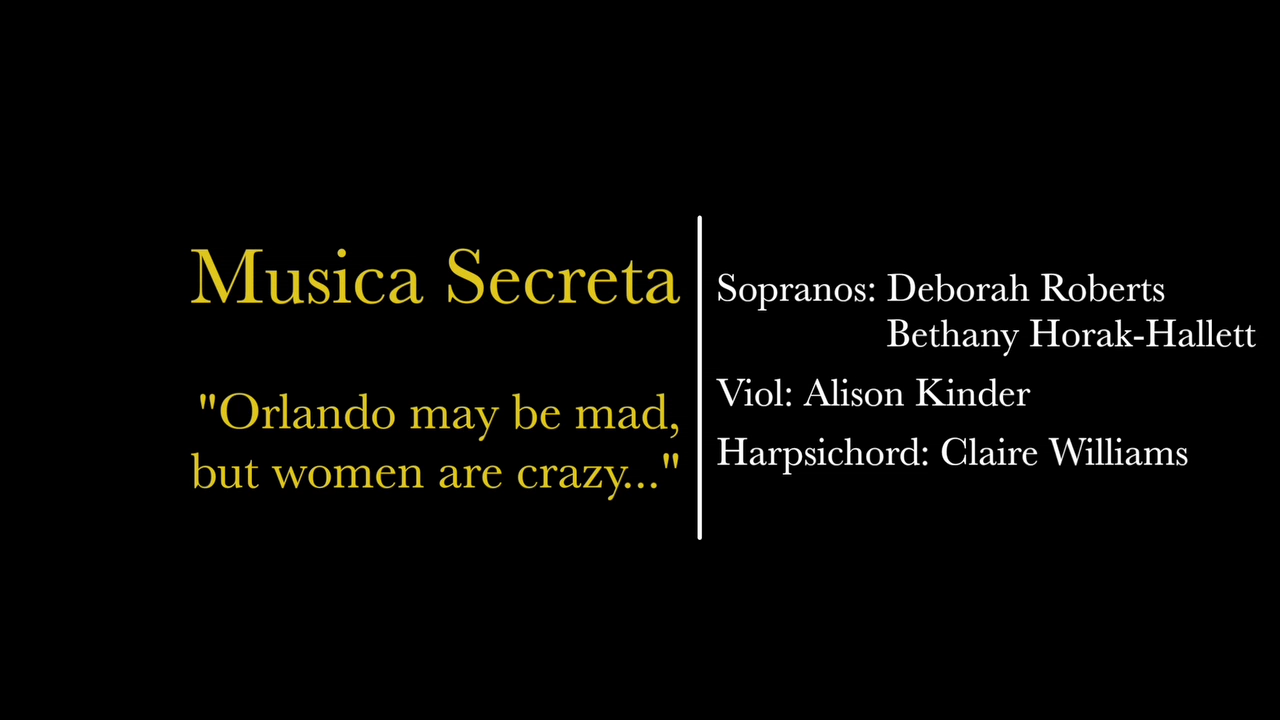 Musica Secreta
"Orlando may be mad,
but women are crazy..."
Sopranos: Deborah Roberts
Bethany Horak-Hallett
Viol: Alison Kinder
Harpsichord: Claire Williams